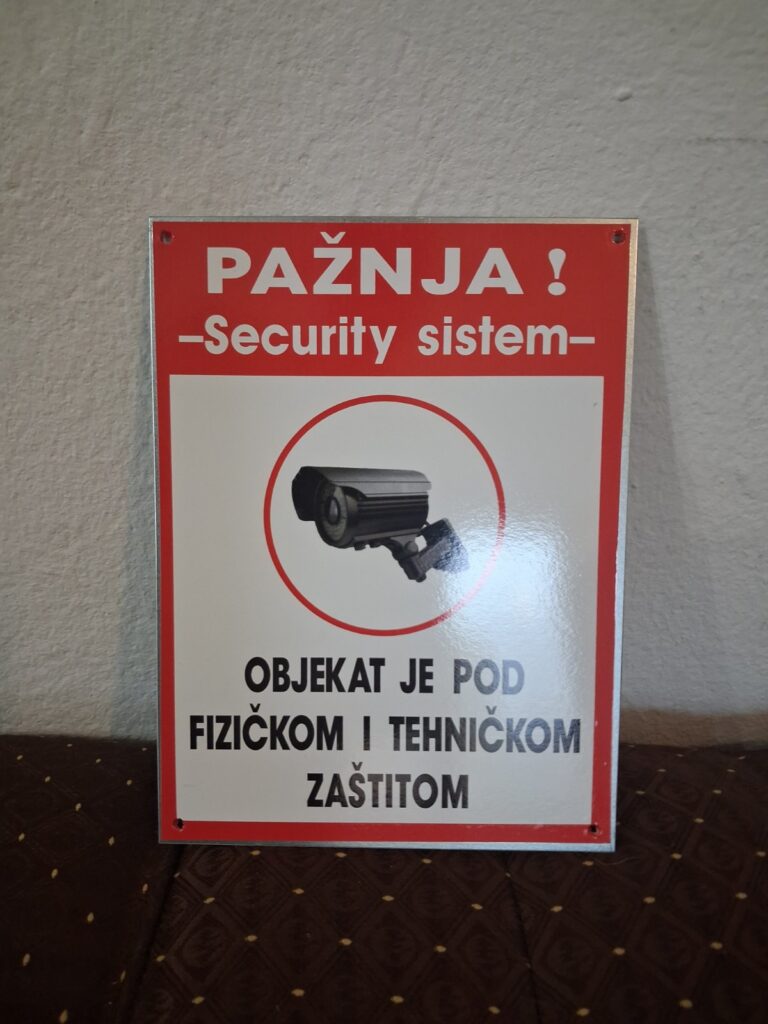 PAŽNJA !
–Security sistem–
OBJEKAT JE POD
FIZIČKOM I TEHNIČKOM
ZAŠTITOM